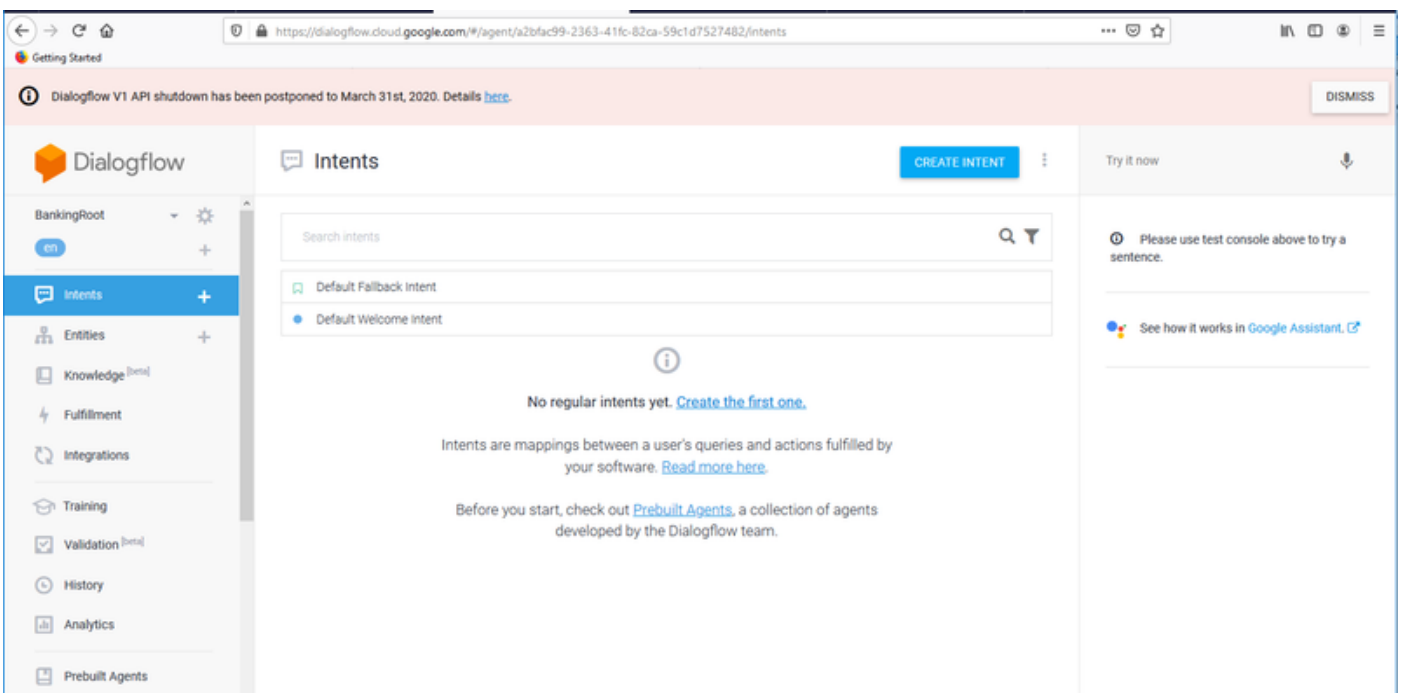 https://dialogflow.cloud.google.com/#/agent/a2bfac99-2363-41fc-82ca-59c1d7527482/intents
Getting Started
Dialogflow V1 API shutdown has been postponed to March 31st, 2020. Details here.
DISMISS
Dialogflow
Intents
CREATE INTENT
Try it now
BankingRoot
en
Intents
Entities
Knowledge [beta]
Fulfillment
Integrations
Training
Validation [beta]
History
Analytics
Prebuilt Agents
Search intents
Default Fallback Intent
Default Welcome Intent
No regular intents yet. Create the first one.
Intents are mappings between a user's queries and actions fulfilled by
your software. Read more here.
Before you start, check out Prebuilt Agents, a collection of agents
developed by the Dialogflow team.
Please use test console above to try a
sentence.
See how it works in Google Assistant.